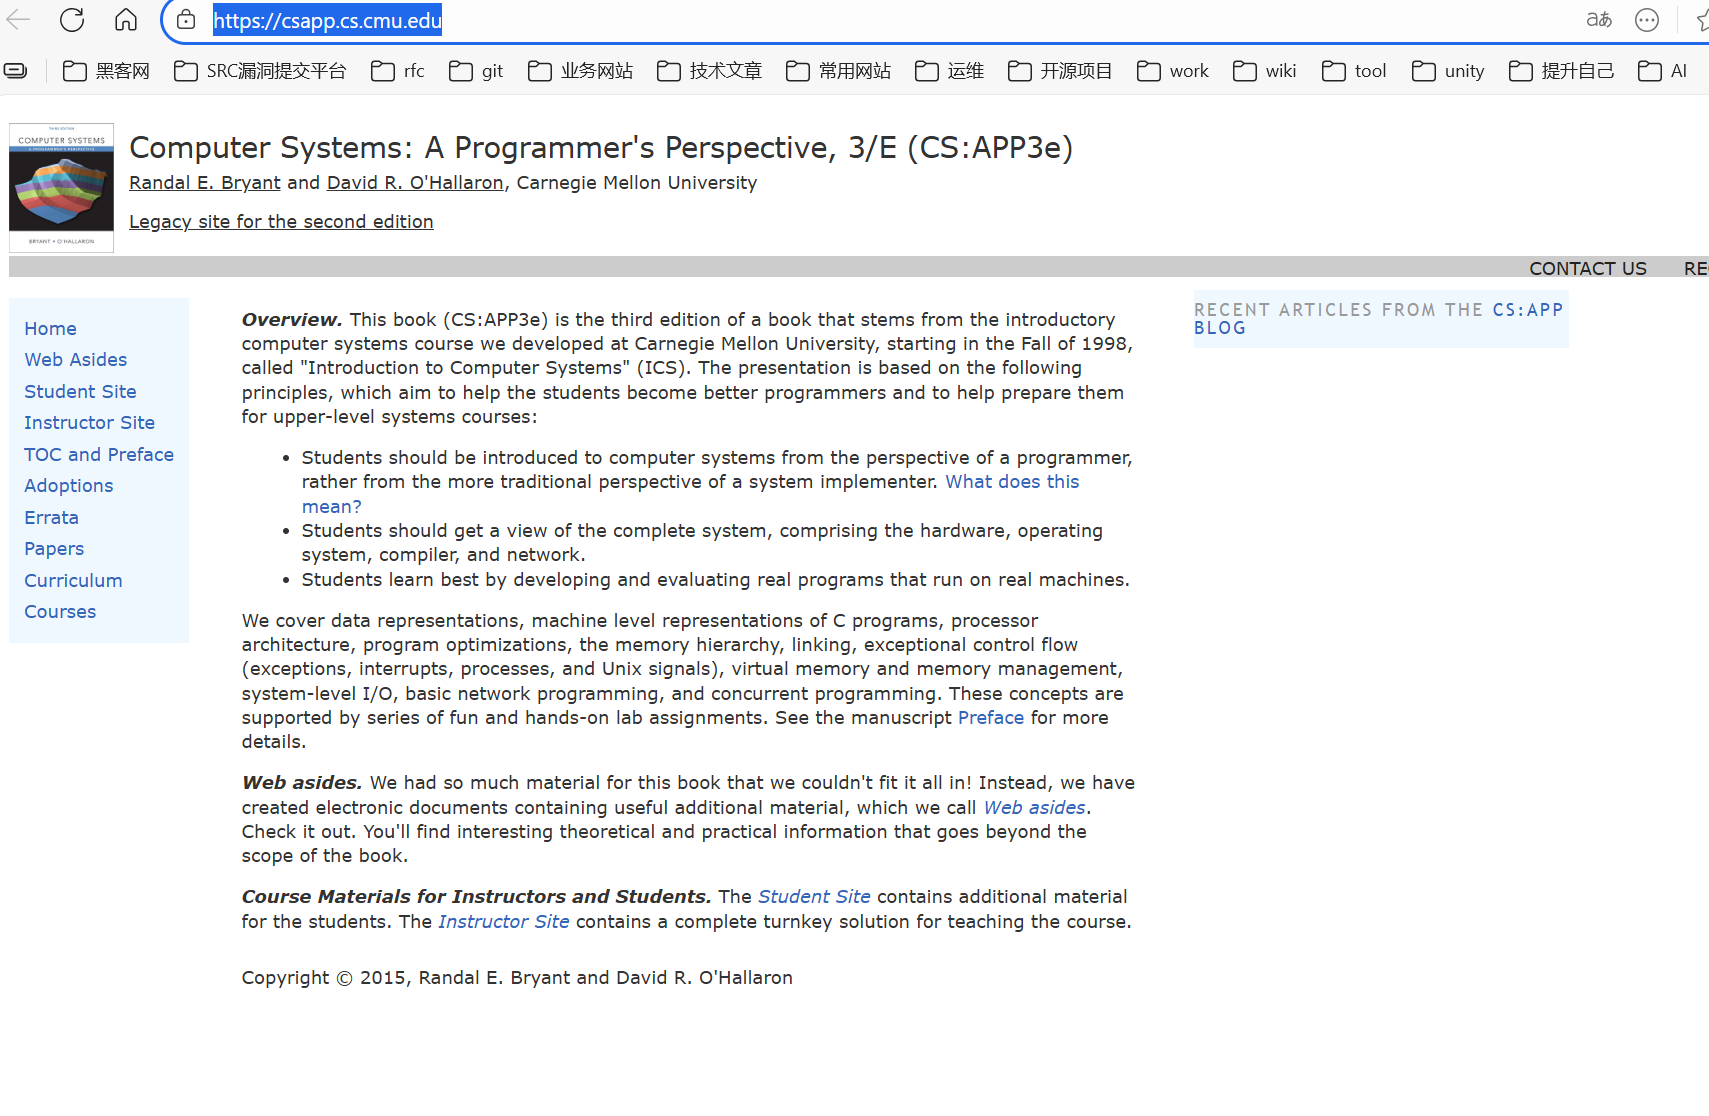 https://csapp.cs.cmu.edu
aあ
黑客网 SRC漏洞提交平台 rfc git 业务网站 技术文章 常用网站 运维 开源项目 work wiki tool unity 提升自己 AI
THIRD EDITION
COMPUTER SYSTEMS
A PROGRAMMER'S PERSPECTIVE
BRYANT • O'HALLARON
Computer Systems: A Programmer's Perspective, 3/E (CS:APP3e)
Randal E. Bryant and David R. O'Hallaron, Carnegie Mellon University
Legacy site for the second edition
CONTACT US
Home
Web Asides
Student Site
Instructor Site
TOC and Preface
Adoptions
Errata
Papers
Curriculum
Courses
Overview. This book (CS:APP3e) is the third edition of a book that stems from the introductory
computer systems course we developed at Carnegie Mellon University, starting in the Fall of 1998,
called "Introduction to Computer Systems" (ICS). The presentation is based on the following
principles, which aim to help the students become better programmers and to help prepare them
for upper-level systems courses:
• Students should be introduced to computer systems from the perspective of a programmer,
rather from the more traditional perspective of a system implementer. What does this
mean?
• Students should get a view of the complete system, comprising the hardware, operating
system, compiler, and network.
• Students learn best by developing and evaluating real programs that run on real machines.
We cover data representations, machine level representations of C programs, processor
architecture, program optimizations, the memory hierarchy, linking, exceptional control flow
(exceptions, interrupts, processes, and Unix signals), virtual memory and memory management,
system-level I/O, basic network programming, and concurrent programming. These concepts are
supported by series of fun and hands-on lab assignments. See the manuscript Preface for more
details.
Web asides. We had so much material for this book that we couldn't fit it all in! Instead, we have
created electronic documents containing useful additional material, which we call Web asides.
Check it out. You'll find interesting theoretical and practical information that goes beyond the
scope of the book.
Course Materials for Instructors and Students. The Student Site contains additional material
for the students. The Instructor Site contains a complete turnkey solution for teaching the course.
Copyright © 2015, Randal E. Bryant and David R. O'Hallaron
RECENT ARTICLES FROM THE CS:APP
BLOG